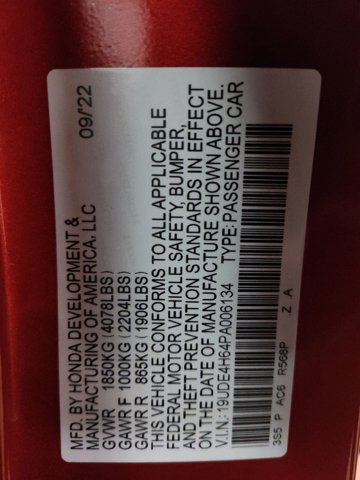 MFD. BY HONDA DEVELOPMENT &
MANUFACTURING OF AMERICA, LLC 09/22
GVWR 1850KG (4078LBS)
GAWR F 1000KG (2204LBS)
GAWR R 865KG (1906LBS)
THIS VEHICLE CONFORMS TO ALL APPLICABLE
FEDERAL MOTOR VEHICLE SAFETY, BUMPER,
AND THEFT PREVENTION STANDARDS IN EFFECT
ON THE DATE OF MANUFACTURE SHOWN ABOVE.
V.I.N.: 19UDE4H64PA006134 TYPE: PASSENGER CAR
3S5 P AC6 R568P .Z .A